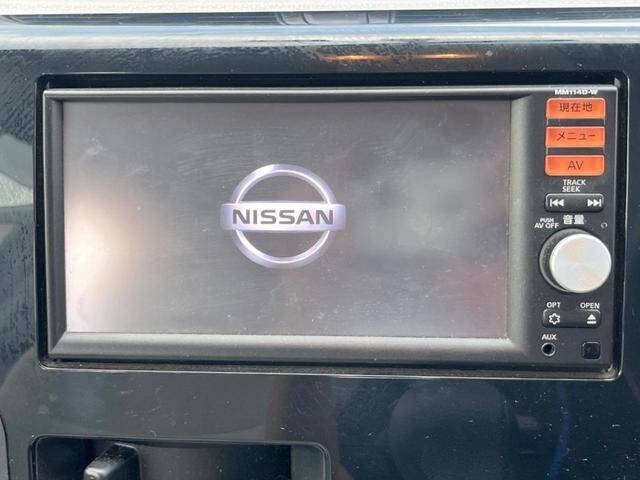 MM114D-W
現在地
メニュー
AV
TRACK
SEEK
PUSH
AV OFF
音量
NISSAN
OPT
OPEN
AUX